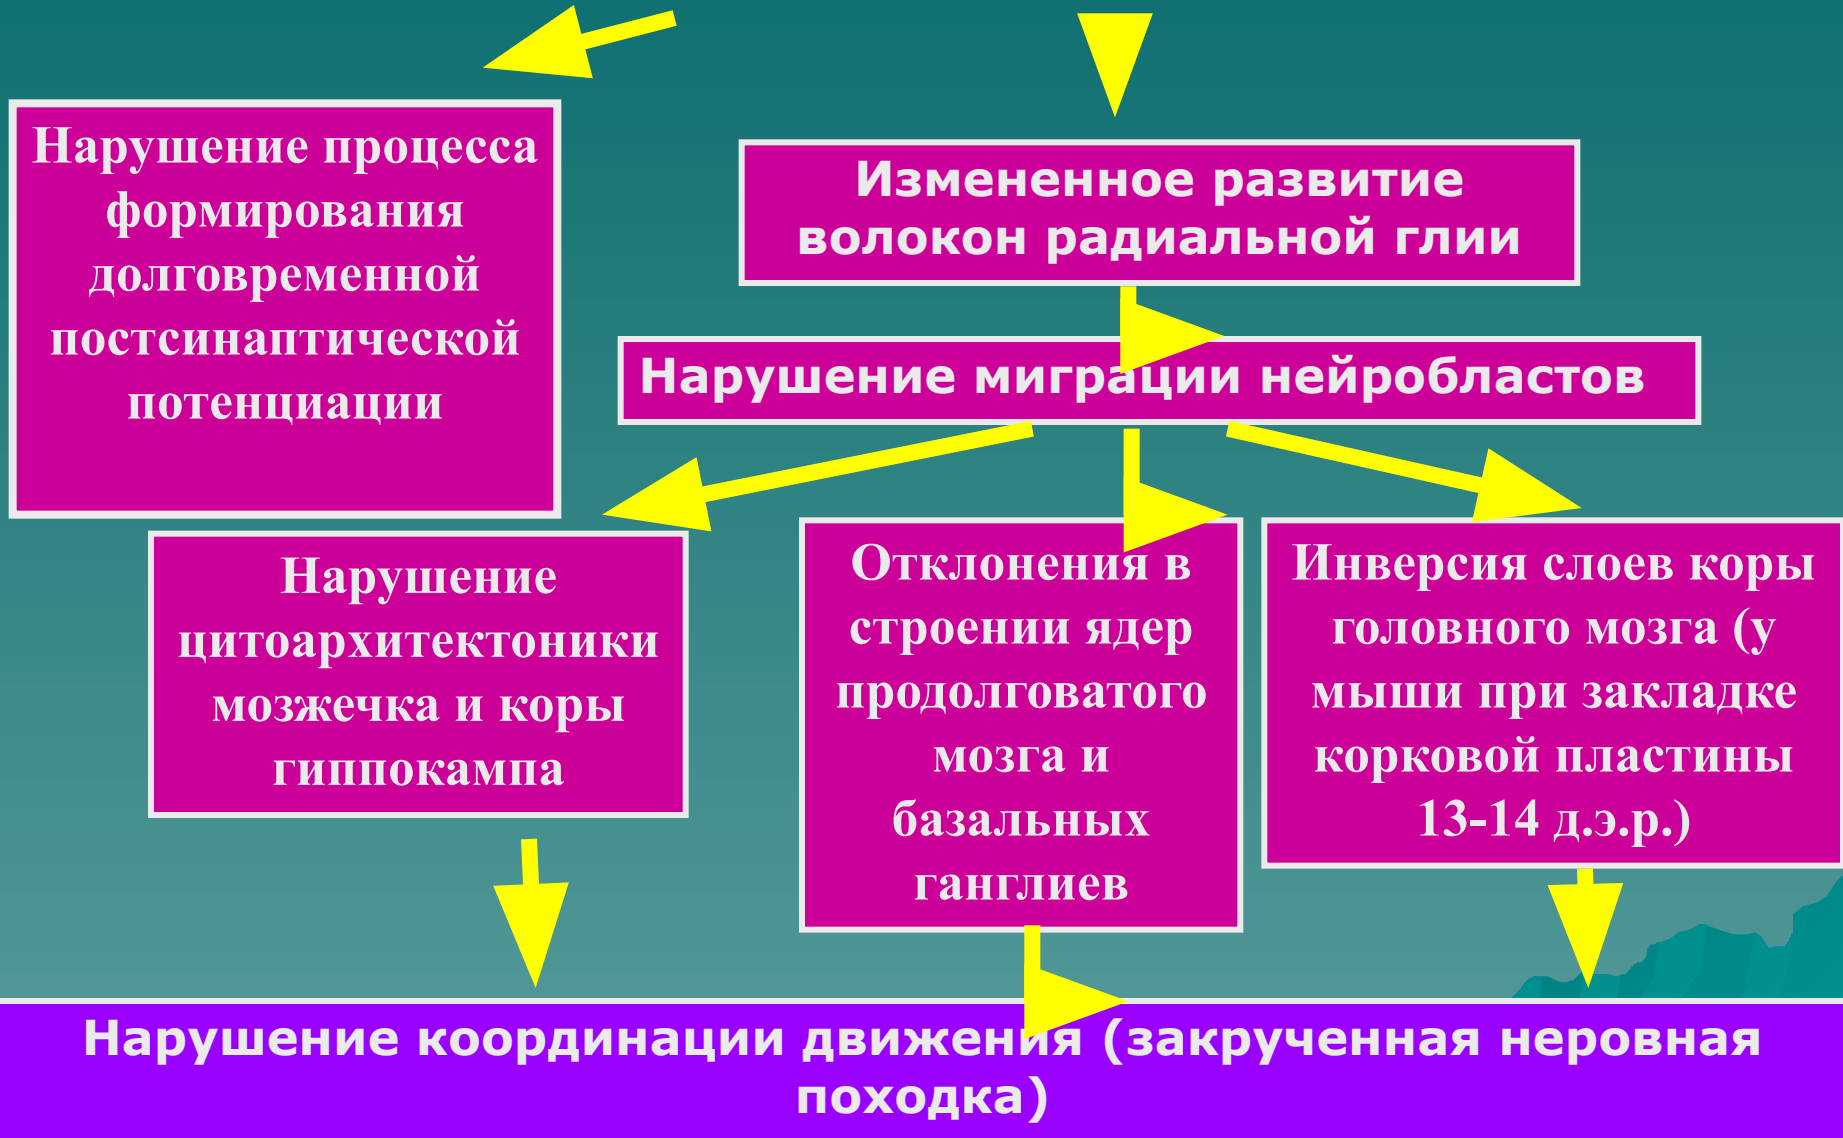 Нарушение процесса
формирования
долговременной
постсинаптической
потенциации
Измененное развитие
волокон радиальной глии
Нарушение миграции нейробластов
Нарушение
цитоархитектоники
мозжечка и коры
гиппокампа
Отклонения в
строении ядер
продолговатого
мозга и
базальных
ганглиев
Инверсия слоев коры
головного мозга (у
мыши при закладке
корковой пластины
13-14 д.э.р.)
Нарушение координации движения (закрученная неровная
походка)